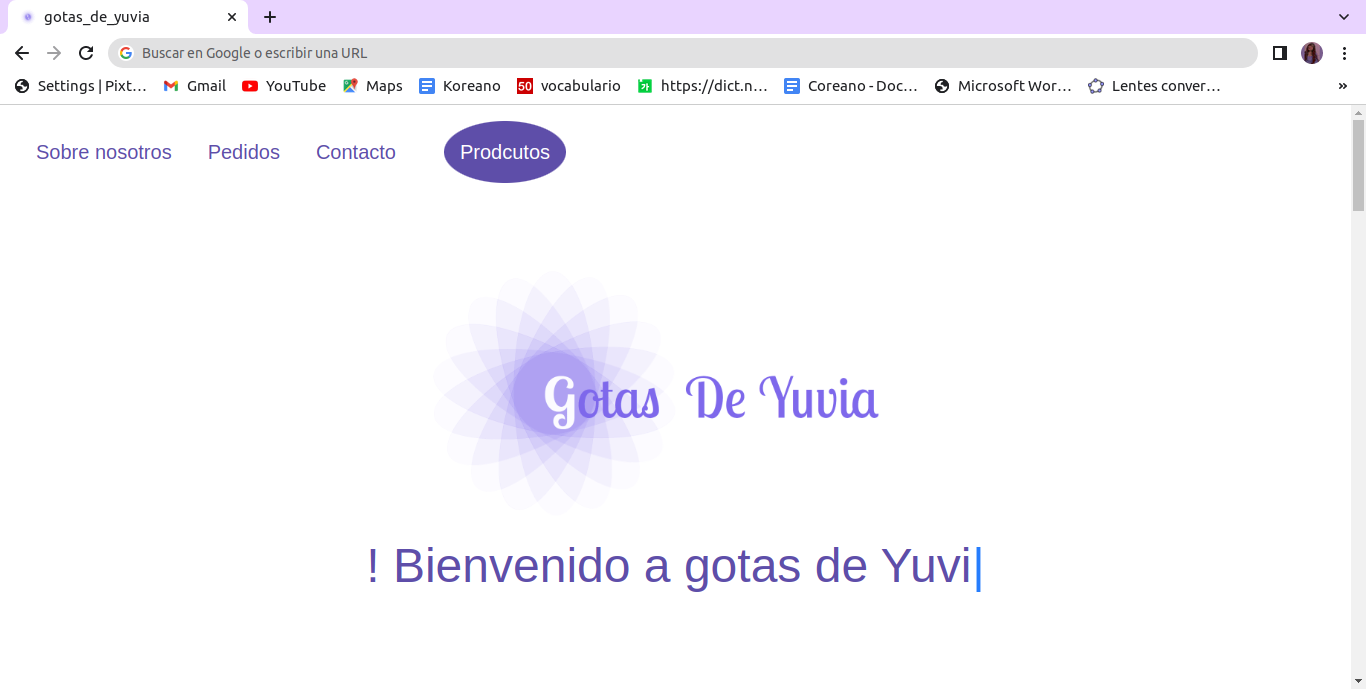 gotas_de_yuvia
Buscar en Google o escribir una URL
Settings | Pixt… Gmail YouTube Maps Koreano 50 vocabulario https://dict.n… Coreano - Doc… Microsoft Wor… Lentes conver… »
Sobre nosotros Pedidos Contacto Prodcutos
Gotas De Yuvia
! Bienvenido a gotas de Yuvi